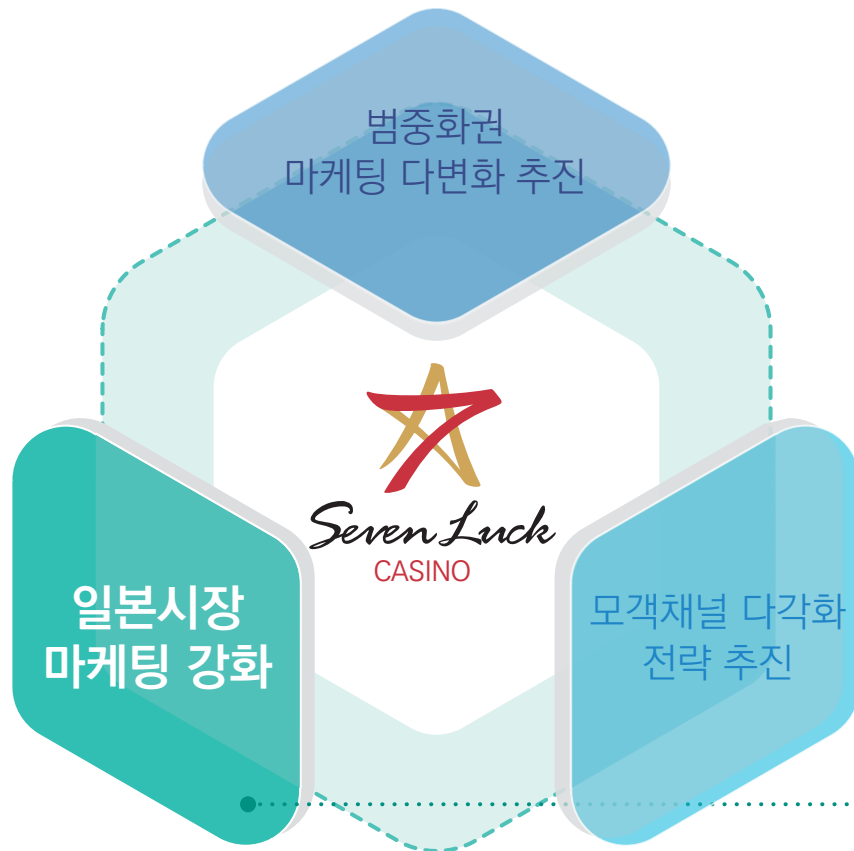 범중화권
마케팅 다변화 추진
Seven Luck
CASINO
일본시장
마케팅 강화
모객채널 다각화
전략 추진